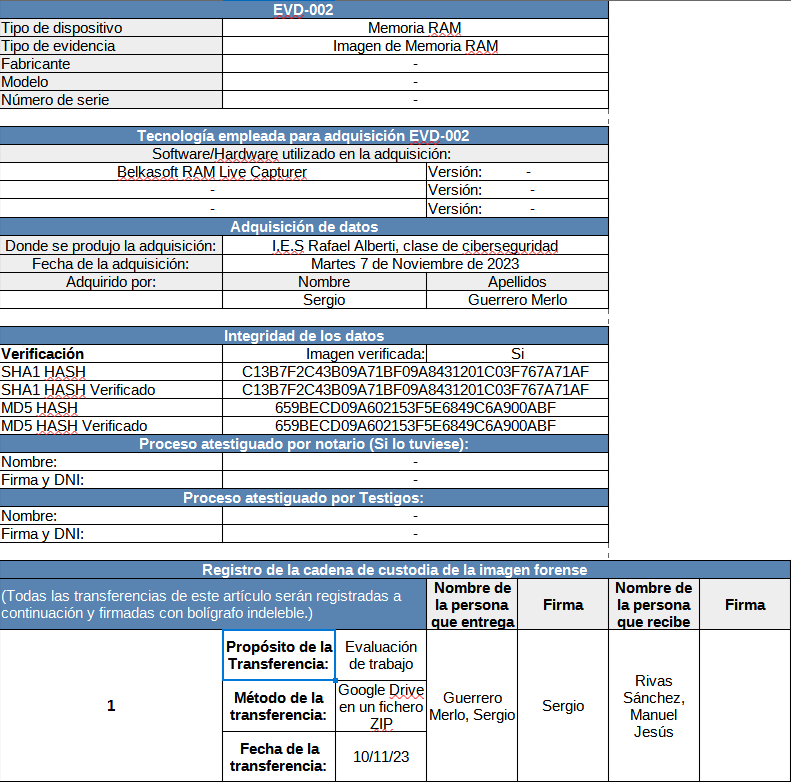 EVD-002
Tipo de dispositivo Memoria RAM
Tipo de evidencia Imagen de Memoria RAM
Fabricante -
Modelo -
Número de serie -
Tecnología empleada para adquisición EVD-002
Software/Hardware utilizado en la adquisición:
Belkasoft RAM Live Capturer Versión: -
- Versión: -
- Versión: -
Adquisición de datos
Donde se produjo la adquisición: I,E,S Rafael Alberti, clase de ciberseguridad
Fecha de la adquisición: Martes 7 de Noviembre de 2023
Adquirido por: Nombre Apellidos
Sergio Guerrero Merlo
Integridad de los datos
Verificación Imagen verificada: Si
SHA1 HASH C13B7F2C43B09A71BF09A8431201C03F767A71AF
SHA1 HASH Verificado C13B7F2C43B09A71BF09A8431201C03F767A71AF
MD5 HASH 659BECD09A602153F5E6849C6A900ABF
MD5 HASH Verificado 659BECD09A602153F5E6849C6A900ABF
Proceso atestiguado por notario (Si lo tuviese):
Nombre: -
Firma y DNI: -
Proceso atestiguado por Testigos:
Nombre: -
Firma y DNI: -
Registro de la cadena de custodia de la imagen forense
(Todas las transferencias de este artículo serán registradas a
continuación y firmadas con bolígrafo indeleble.)
Nombre de
la persona
que entrega
Firma
Nombre de
la persona
que recibe
Firma
1
Propósito de la
Transferencia:
Evaluación
de trabajo
Método de la
transferencia:
Google Drive
en un fichero
ZIP
Fecha de la
transferencia:
10/11/23
Guerrero
Merlo, Sergio
Sergio
Rivas
Sánchez,
Manuel
Jesús